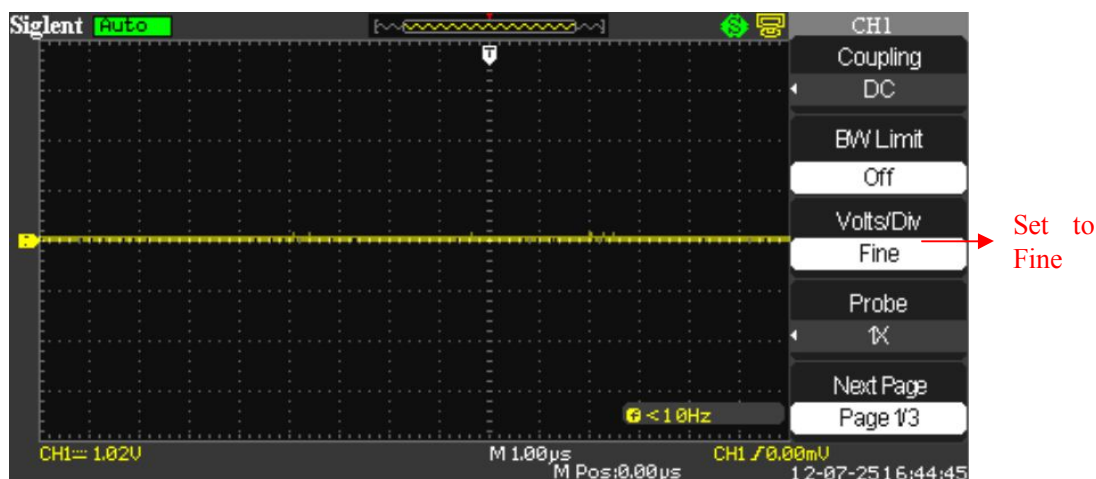 Siglent Auto CH1
T
Coupling
DC
BW Limit
Off
Volts/Div
Fine
Set to
Fine
Probe
1X
Next Page
Page 1/3
f <10Hz
CH1 1.02V M 1.00µs CH1 0.00mV
M Pos:0.00µs 12-07-25 16:44:45